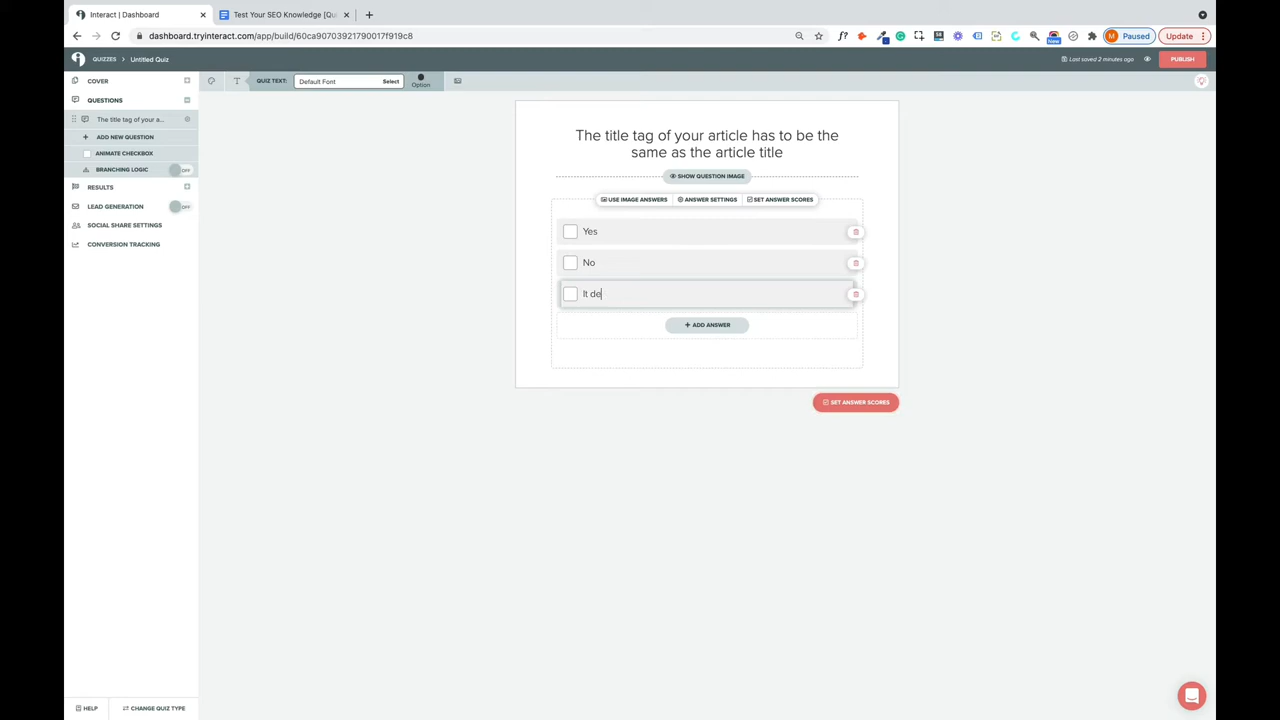 Interact | Dashboard
Test Your SEO Knowledge [Qu
dashboard.tryinteract.com/app/build/60ca90703921790017f919c8
f?
New
M Paused
Update
QUIZZES > Untitled Quiz
Last saved 2 minutes ago
PUBLISH
COVER
QUIZ TEXT:
Default Font
Select
Option
QUESTIONS
The title tag of your a...
ADD NEW QUESTION
ANIMATE CHECKBOX
BRANCHING LOGIC
OFF
RESULTS
LEAD GENERATION
OFF
SOCIAL SHARE SETTINGS
CONVERSION TRACKING
The title tag of your article has to be the
same as the article title
SHOW QUESTION IMAGE
USE IMAGE ANSWERS
ANSWER SETTINGS
SET ANSWER SCORES
Yes
No
It de
+ ADD ANSWER
SET ANSWER SCORES
HELP
CHANGE QUIZ TYPE